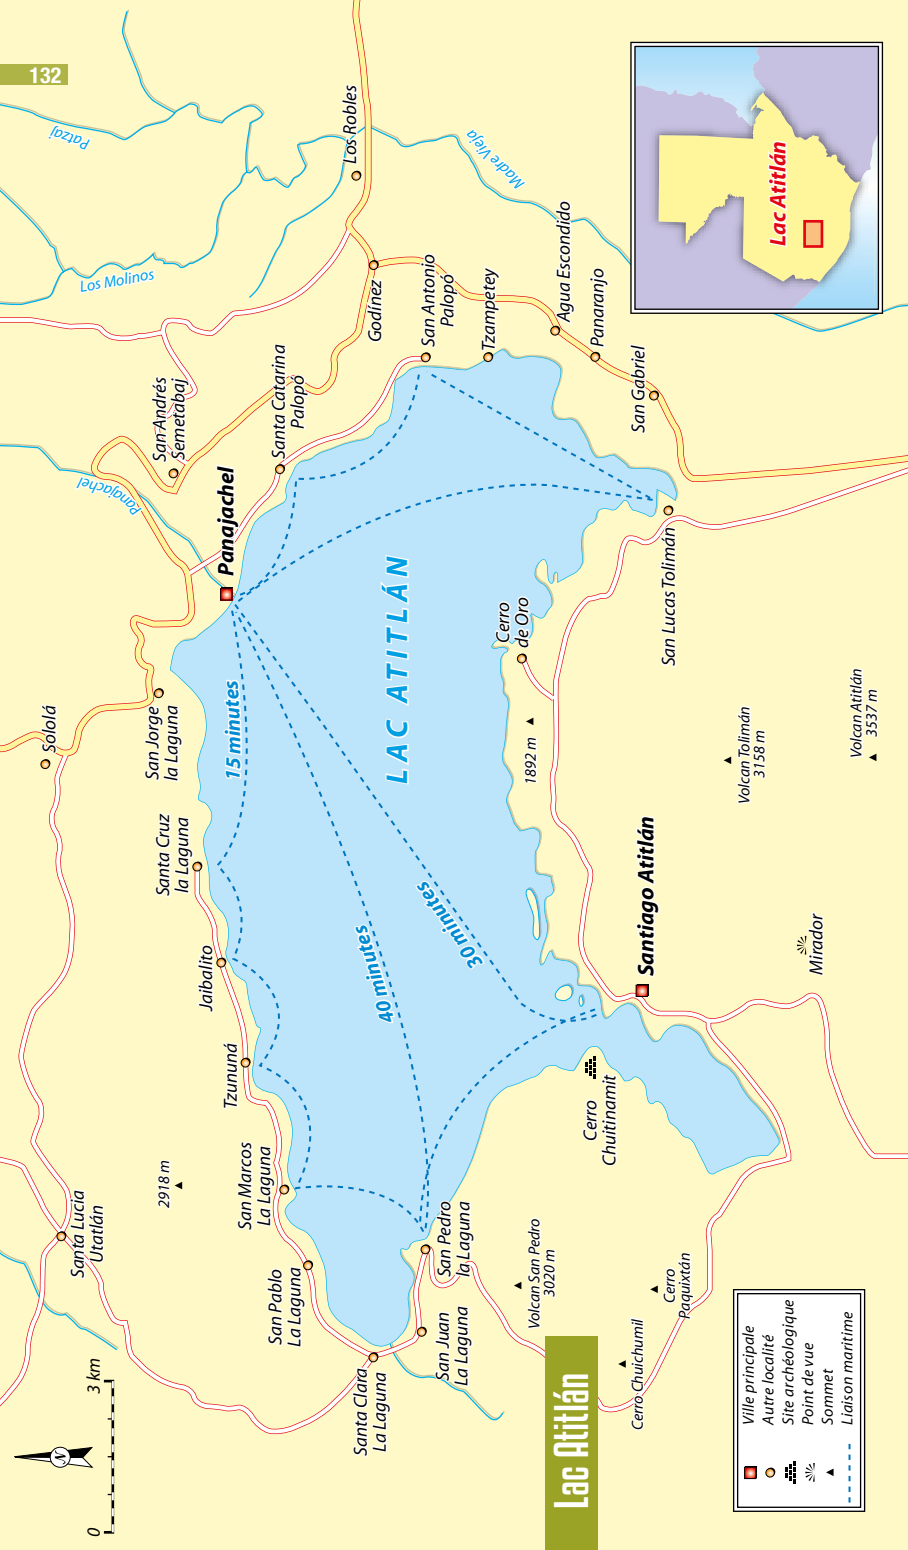 132
Patzaj
Los Robles
Madre Vieja
Los Molinos
Godínez
San Antonio
Palopó
Tzampetey
Agua Escondido
Panaranjo
San Gabriel
San Andrés
Semetabaj
Santa Catarina
Palopó
Panajachel
Panajachel
San Lucas Tolimán
Cerro
de Oro
LAC ATITLÁN
Sololá
San Jorge
la Laguna
15 minutes
1892 m
Volcan Tolimán
3158 m
Volcan Atitlán
3537 m
Santa Cruz
la Laguna
Jaibalito
40 minutes
30 minutes
Santiago Atitlán
Mirador
Tzununá
Cerro
Chuitinamit
2918 m
San Marcos
La Laguna
Santa Lucia
Utatlán
San Pedro
la Laguna
Volcan San Pedro
3020 m
Cerro
Paquixtán
San Pablo
La Laguna
San Juan
La Laguna
Cerro Chuichumil
Santa Clara
La Laguna
0
3 km
N
Lac Atitlán
Lac Atitlán
Ville principale
Autre localité
Site archéologique
Point de vue
Sommet
Liaison maritime